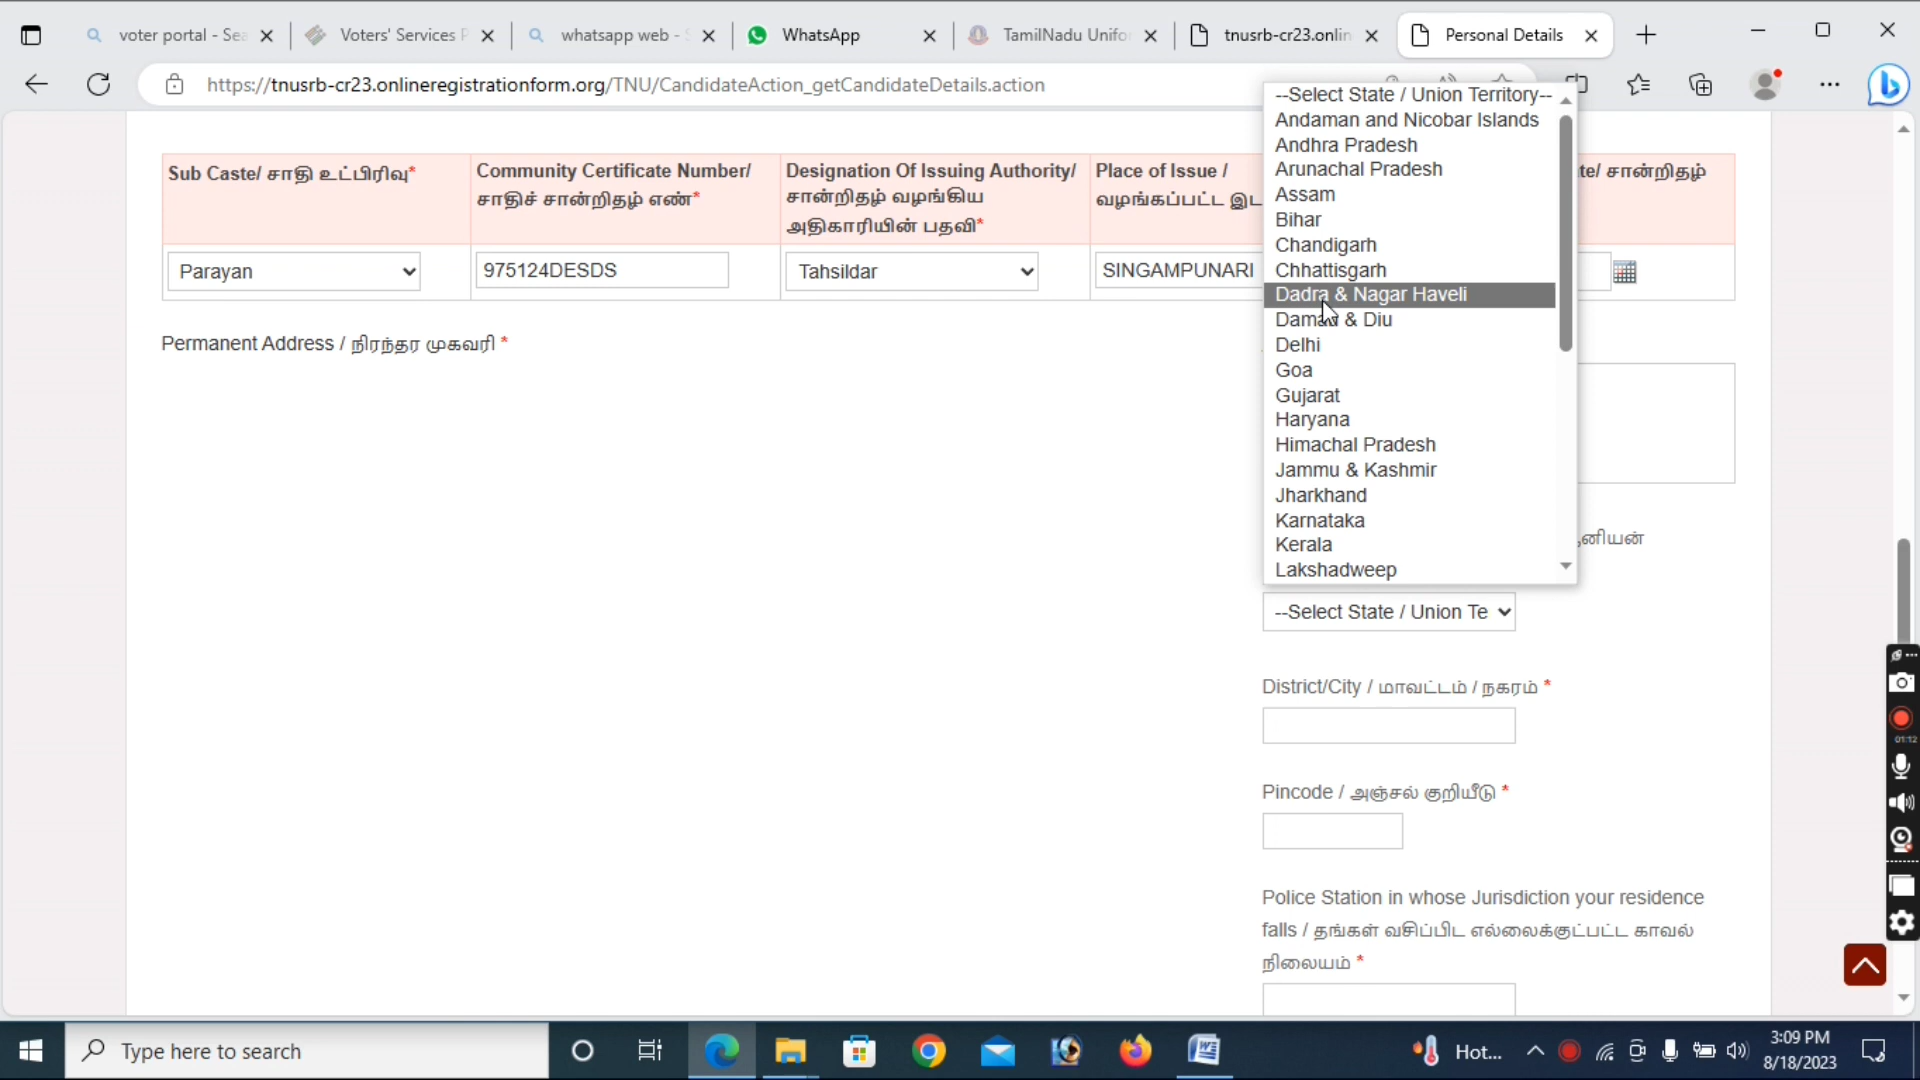 voter portal - Sea
Voters' Services P
whatsapp web - S
WhatsApp
TamilNadu Unifor
tnusrb-cr23.onlin
Personal Details
https://tnusrb-cr23.onlineregistrationform.org/TNU/CandidateAction_getCandidateDetails.action
Sub Caste/ சாதி உட்பிரிவு*
Community Certificate Number/
சாதிச் சான்றிதழ் எண்*
Designation Of Issuing Authority/
சான்றிதழ் வழங்கிய
அதிகாரியின் பதவி*
Place of Issue /
வழங்கப்பட்ட இட
te/ சான்றிதழ்
Parayan
975124DESDS
Tahsildar
SINGAMPUNARI
Permanent Address / நிரந்தர முகவரி *
--Select State / Union Territory--
Andaman and Nicobar Islands
Andhra Pradesh
Arunachal Pradesh
Assam
Bihar
Chandigarh
Chhattisgarh
Dadra & Nagar Haveli
Daman & Diu
Delhi
Goa
Gujarat
Haryana
Himachal Pradesh
Jammu & Kashmir
Jharkhand
Karnataka
Kerala
Lakshadweep
னியன்
--Select State / Union Te
District/City / மாவட்டம் / நகரம் *
Pincode / அஞ்சல் குறியீடு *
Police Station in whose Jurisdiction your residence
falls / தங்கள் வசிப்பிட எல்லைக்குட்பட்ட காவல்
நிலையம் *
01:12
Type here to search
Hot...
3:09 PM
8/18/2023